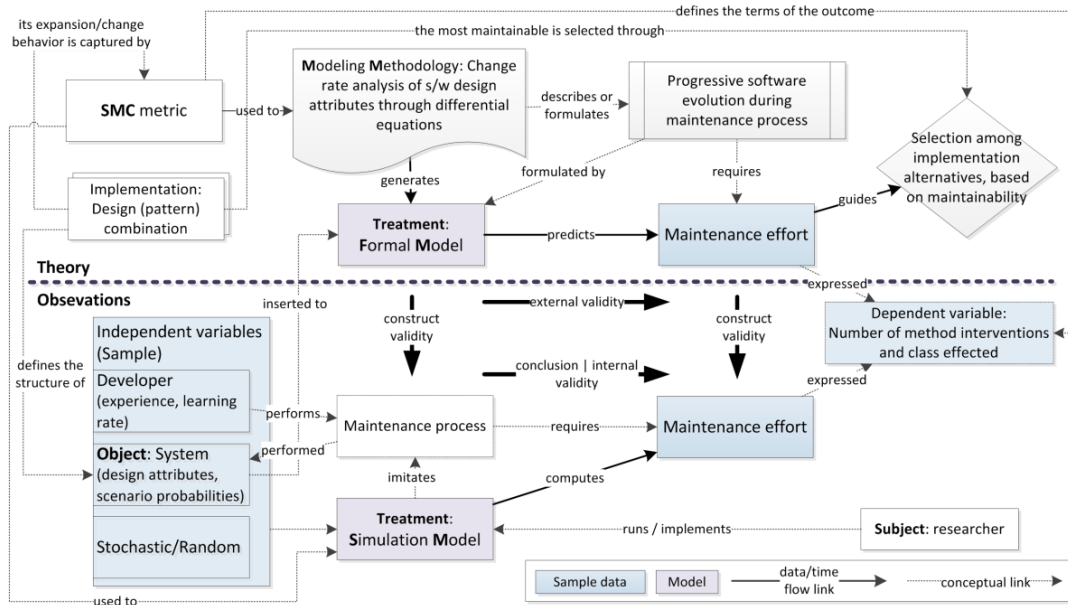 defines the terms of the outcome
its expansion/change
behavior is captured by
the most maintainable is selected through
SMC metric
used to
Modeling Methodology: Change
rate analysis of s/w design
attributes through differential
equations
describes or
formulates
Progressive software
evolution during
maintenance process
Selection among
implementation
alternatives, based
on maintainability
generates
formulated by
requires
guides
Implementation:
Design (pattern)
combination
Treatment:
Formal Model
predicts
Maintenance effort
Theory
Obsevations
inserted to
external validity
expressed
construct
validity
construct
validity
Dependent variable:
Number of method interventions
and class effected
Independent variables
(Sample)
defines the
structure of
conclusion | internal
validity
expressed
Developer
(experience, learning
rate)
performs
Maintenance process
requires
Maintenance effort
performed
Object: System
(design attributes,
scenario probabilities)
imitates
computes
Stochastic/Random
Treatment:
Simulation Model
runs / implements
Subject: researcher
used to
Sample data
Model
data/time
flow link
conceptual link